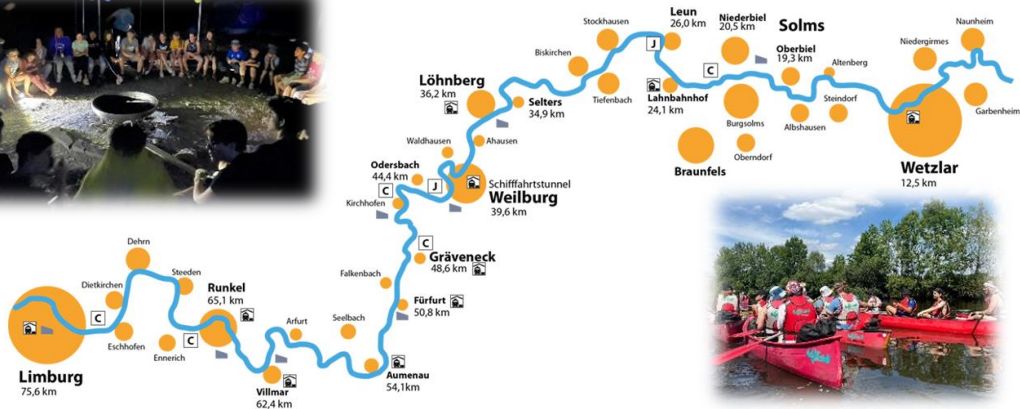 Stockhausen
Leun
26,0 km
Niederbiel
20,5 km
Solms
Naunheim
Niedergirmes
J
Biskirchen
Oberbiel
19,3 km
Altenberg
C
Löhnberg
36,2 km
Selters
34,9 km
Tiefenbach
Lahnbahnhof
24,1 km
Steindorf
Garbenheim
Burgsolms
Albshausen
Waldhausen
Ahausen
Oberndorf
Braunfels
Wetzlar
12,5 km
Odersbach
44,4 km
C
J
Schifffahrtstunnel
Weilburg
39,6 km
Kirchhofen
C
Gräveneck
48,6 km
Dehrn
Steeden
Falkenbach
Dietkirchen
Runkel
65,1 km
Fürfurt
50,8 km
C
Arfurt
Seelbach
C
Eschhofen
Ennerich
Limburg
75,6 km
Aumenau
54,1km
Villmar
62,4 km